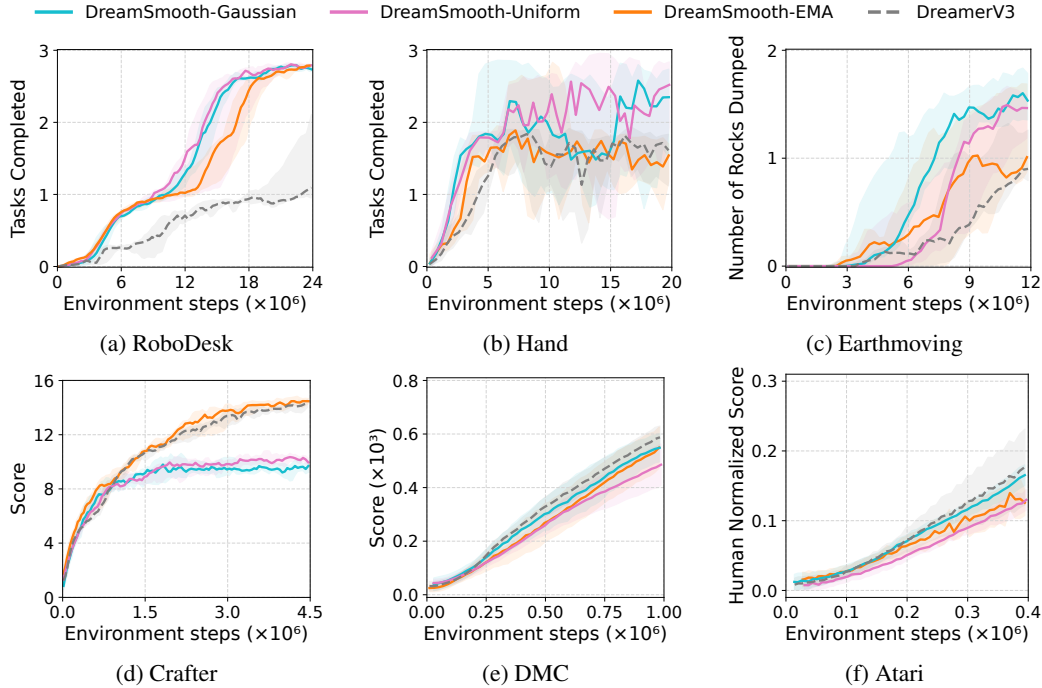 DreamSmooth-Gaussian DreamSmooth-Uniform DreamSmooth-EMA DreamerV3
Tasks Completed
3
2
1
0
6 12 18 24
Environment steps (×10⁶)
(a) RoboDesk
Tasks Completed
3
2
1
0
0 5 10 15 20
Environment steps (×10⁶)
(b) Hand
Number of Rocks Dumped
2
1
0
3 6 9 12
Environment steps (×10⁶)
(c) Earthmoving
Score
16
12
8
4
0
0.0 1.5 3.0 4.5
Environment steps (×10⁶)
(d) Crafter
Score (×10³)
0.8
0.6
0.4
0.2
0.0
0.00 0.25 0.50 0.75 1.00
Environment steps (×10⁶)
(e) DMC
Human Normalized Score
0.3
0.2
0.1
0.0
0.0 0.1 0.2 0.3 0.4
Environment steps (×10⁶)
(f) Atari